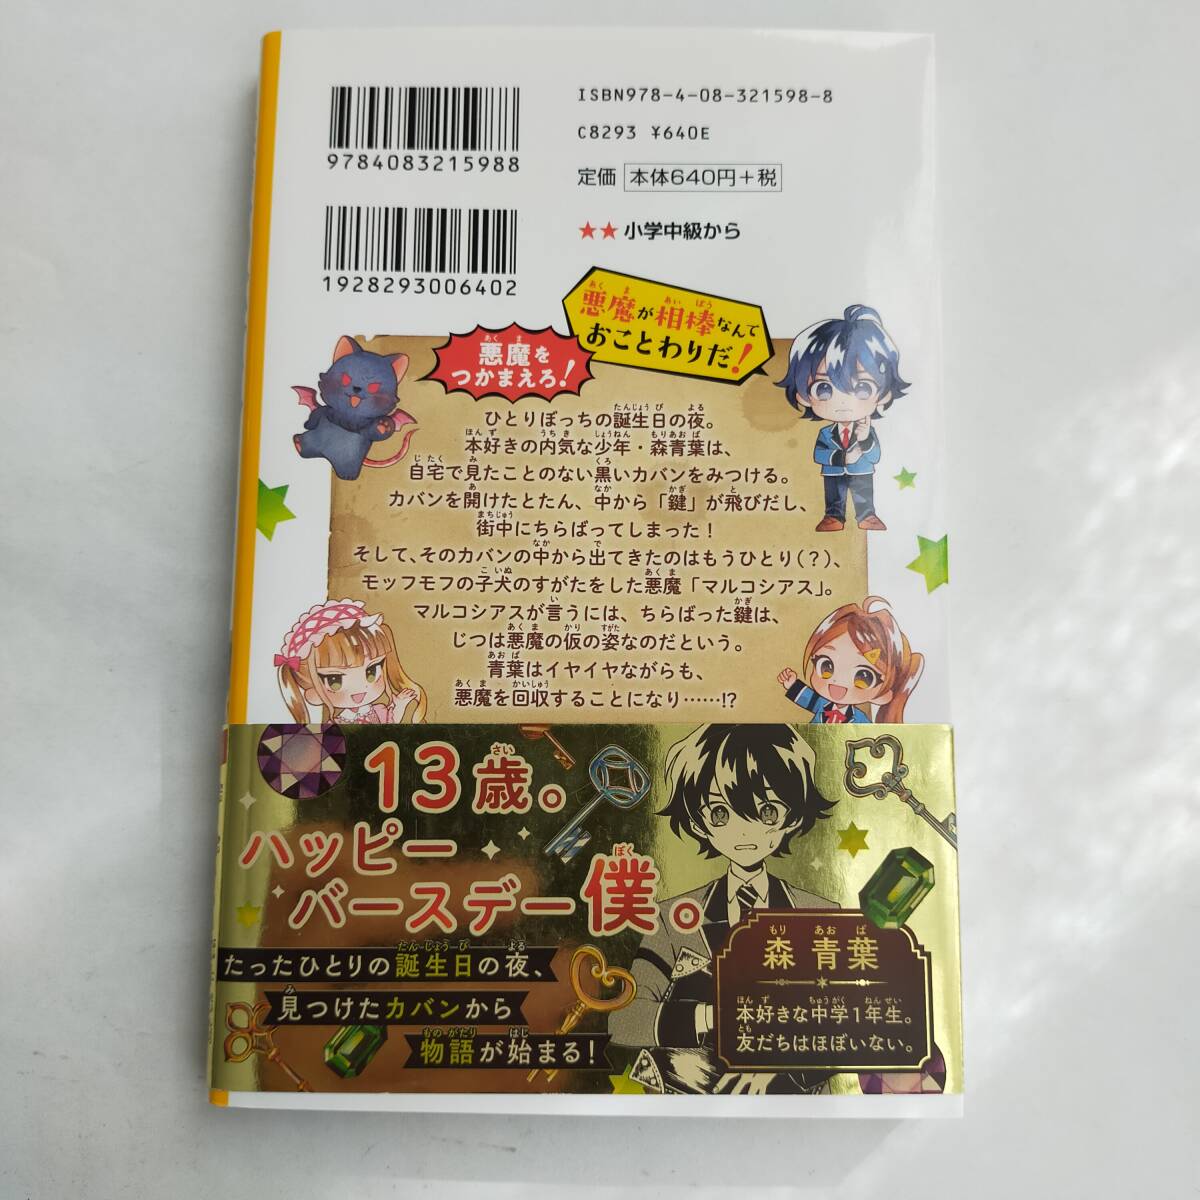 ISBN978-4-08-321598-8
C8293 ¥640E
9784083215988
定価 本体640円+税
★★小学中級から
1928293006402
悪魔が相棒なんて
おことわりだ!
悪魔を
つかまえろ!
ひとりぼっちの誕生日の夜。
本好きの内気な少年・森青葉は、
自宅で見たことのない黒いカバンをみつける。
カバンを開けたとたん、中から「鍵」が飛びだし、
街中にちらばってしまった!
そして、そのカバンの中から出てきたのはもうひとり(?)、
モッフモフの子犬のすがたをした悪魔「マルコシアス」。
マルコシアスが言うには、ちらばった鍵は、
じつは悪魔の仮の姿なのだという。
青葉はイヤイヤながらも、
悪魔を回収することになり……!?
13歳。
ハッピー
バースデー僕。
たったひとりの誕生日の夜、
見つけたカバンから
物語が始まる!
森 青葉
本好きな中学1年生。
友だちはほぼいない。